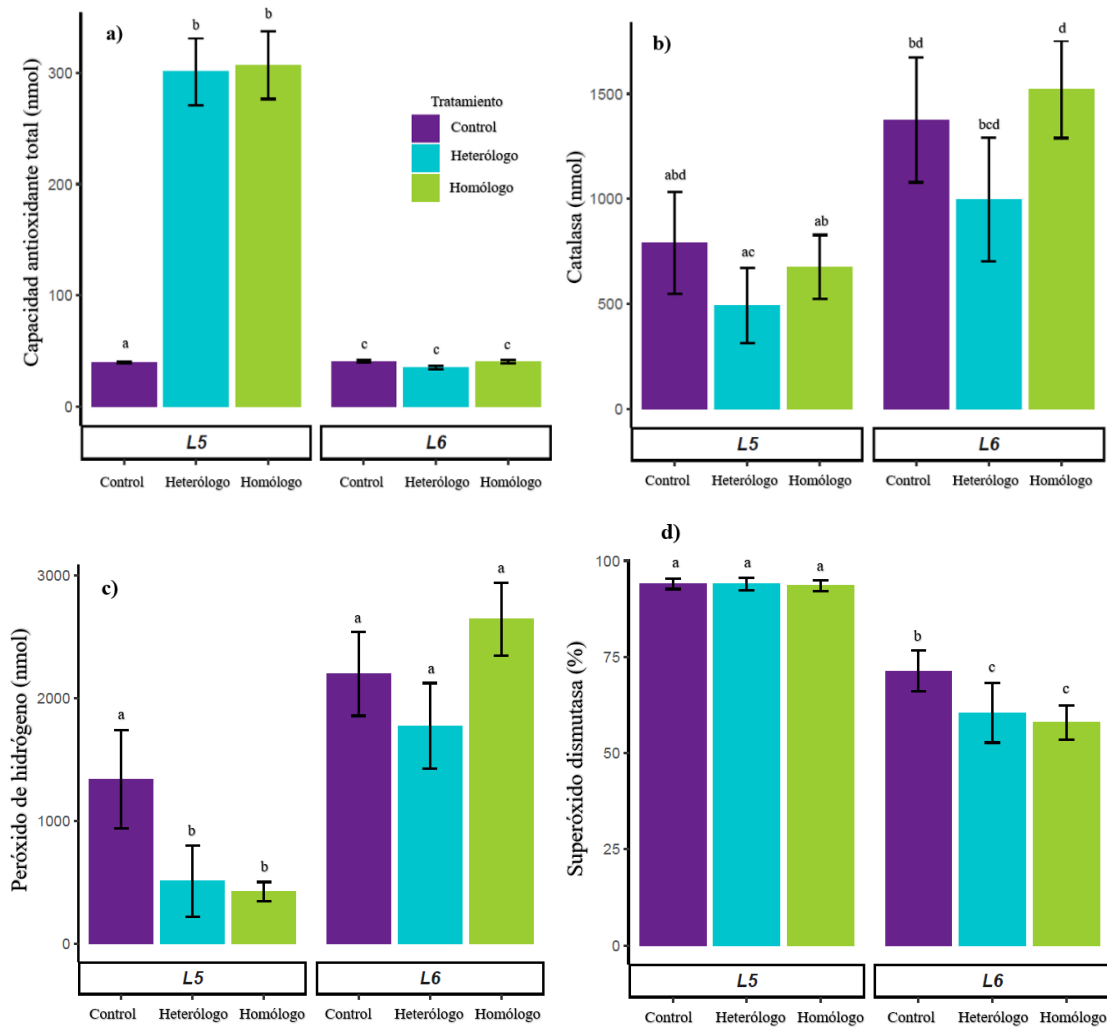 a)
b b
300
200
100
0
Capacidad antioxidante total (nmol)
Tratamiento
Control
Heterólogo
Homólogo
a
c c c
L5 L6
Control Heterólogo Homólogo Control Heterólogo Homólogo
b)
1500
1000
500
0
Catalasa (nmol)
abd ac ab bd bcd d
L5 L6
Control Heterólogo Homólogo Control Heterólogo Homólogo
c)
3000
2000
1000
0
Peróxido de hidrógeno (nmol)
a b b a a a
L5 L6
Control Heterólogo Homólogo Control Heterólogo Homólogo
d)
100
75
50
25
0
Superóxido dismutasa (%)
a a a b c c
L5 L6
Control Heterólogo Homólogo Control Heterólogo Homólogo